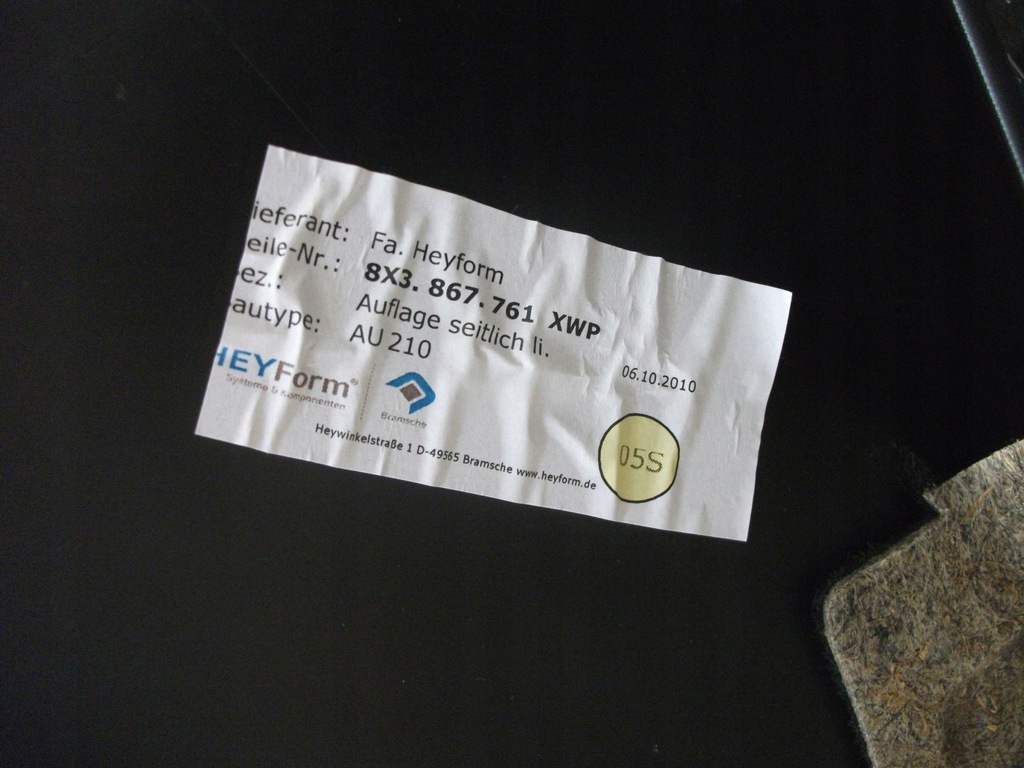 ieferant: Fa. Heyform
eile-Nr.: 8X3. 867. 761 XWP
ez.: Auflage seitlich li.
autype: AU 210
06.10.2010
HEYForm®
Systeme & Komponenten
Bramsche
05S
Heywinkelstraße 1 D-49565 Bramsche www.heyform.de